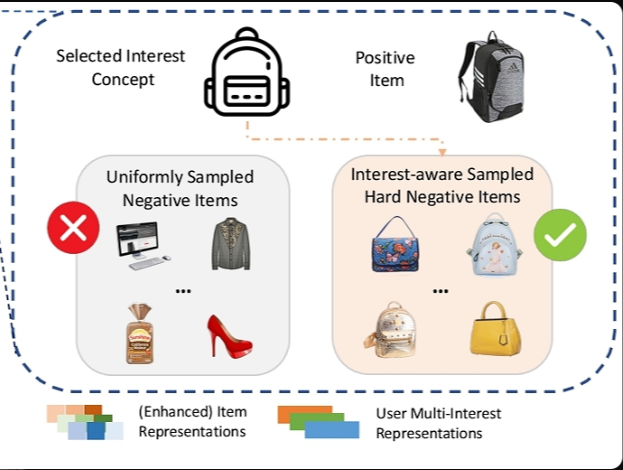 Selected Interest
Concept
Positive
Item
Uniformly Sampled
Negative Items
Interest-aware Sampled
Hard Negative Items
...
...
(Enhanced) Item
Representations
User Multi-Interest
Representations